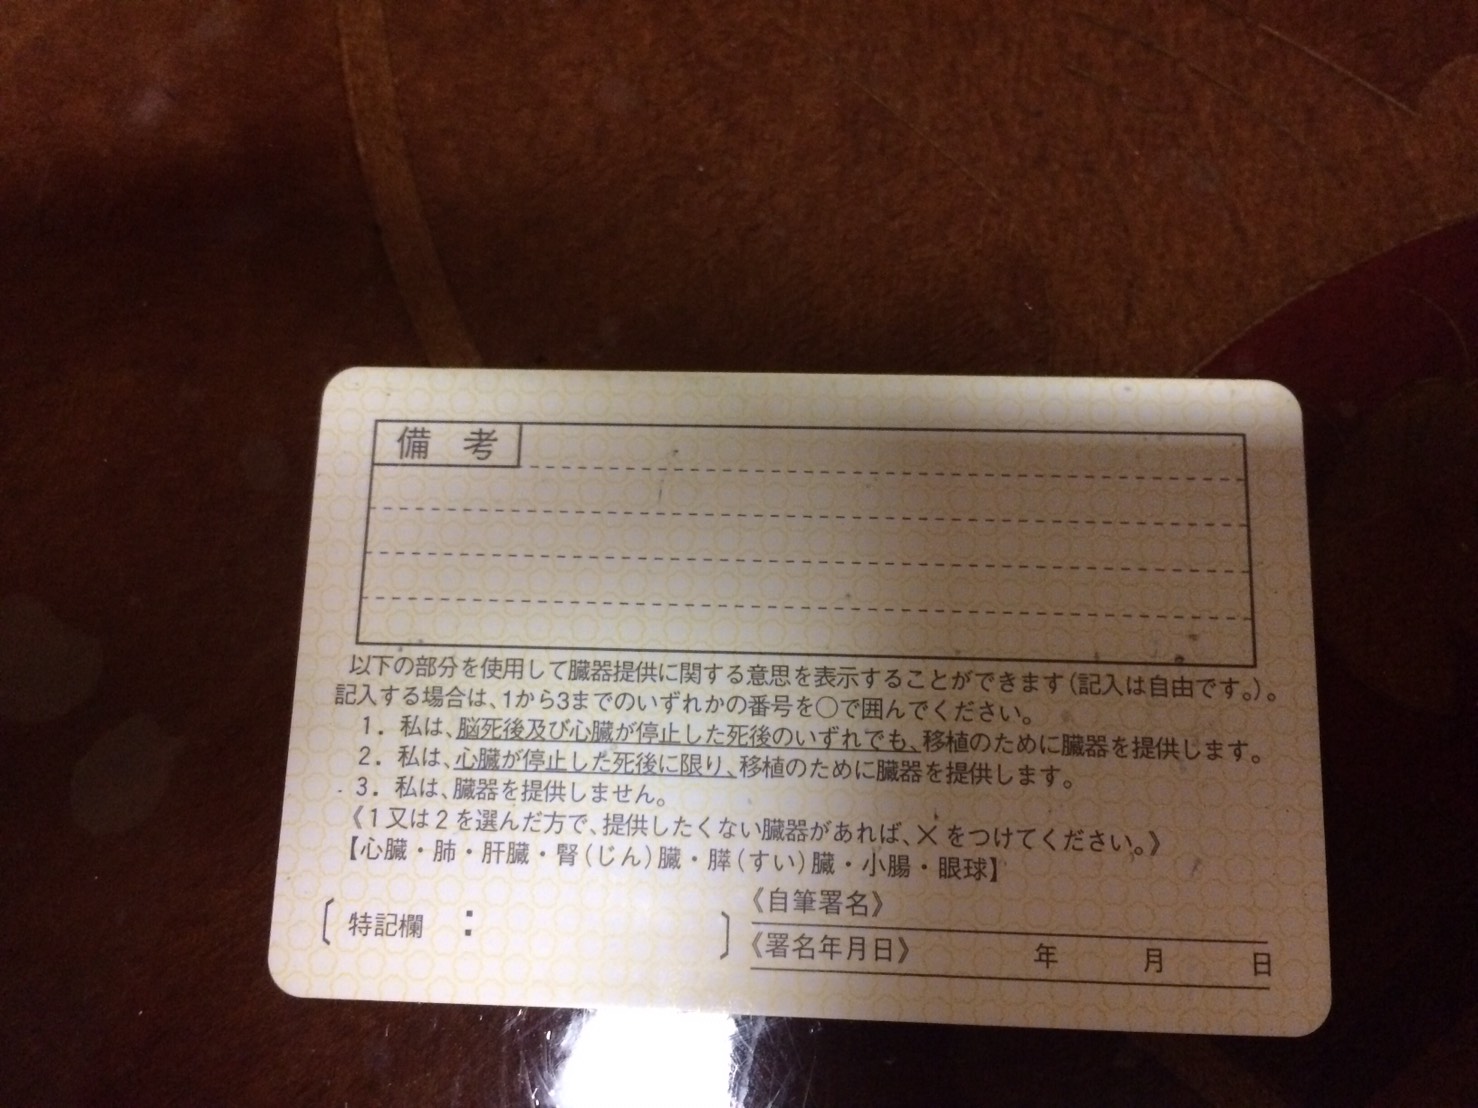 備考
以下の部分を使用して臓器提供に関する意思を表示することができます(記入は自由です。)。
記入する場合は、1から3までのいずれかの番号を○で囲んでください。
1. 私は、脳死後及び心臓が停止した死後のいずれでも、移植のために臓器を提供します。
2. 私は、心臓が停止した死後に限り、移植のために臓器を提供します。
3. 私は、臓器を提供しません。
《1又は2を選んだ方で、提供したくない臓器があれば、×をつけてください。》
【心臓・肺・肝臓・腎(じん)臓・膵(すい)臓・小腸・眼球】
〔特記欄 : 〕
《自筆署名》
《署名年月日》 年 月 日